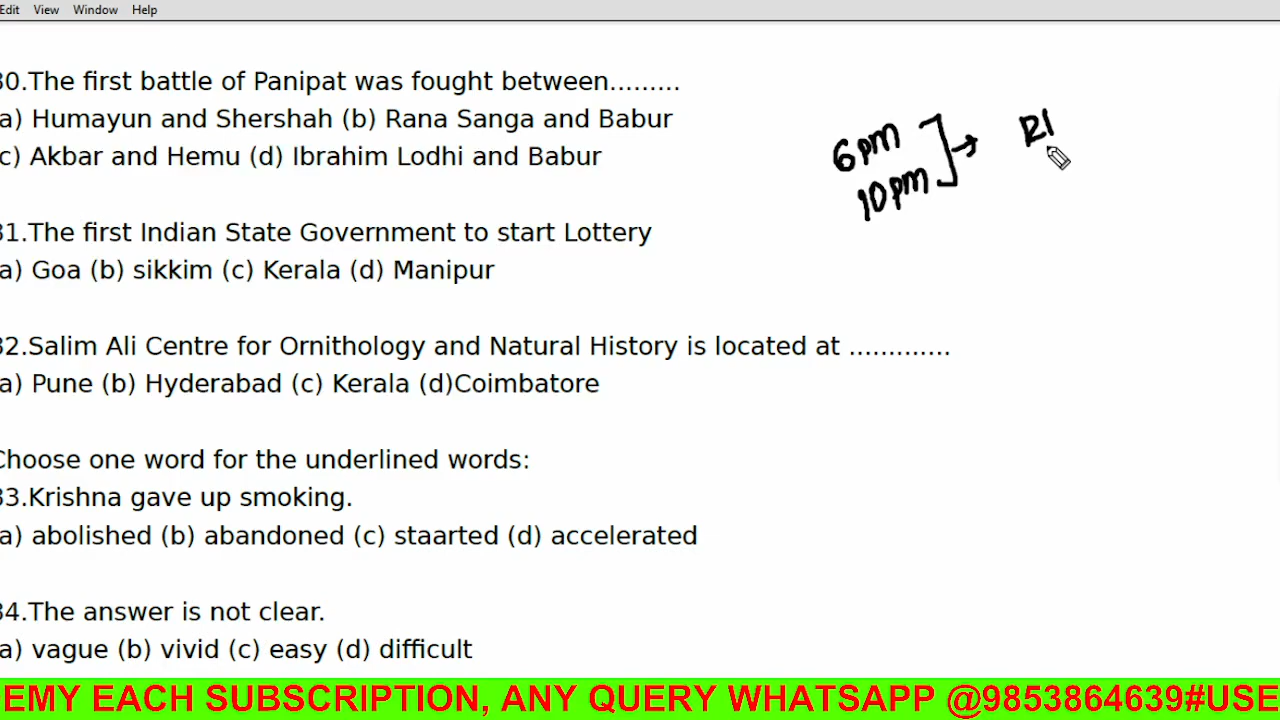 Edit View Window Help
30.The first battle of Panipat was fought between.........
a) Humayun and Shershah (b) Rana Sanga and Babur
c) Akbar and Hemu (d) Ibrahim Lodhi and Babur
6pm
10pm
31.The first Indian State Government to start Lottery
a) Goa (b) sikkim (c) Kerala (d) Manipur
32.Salim Ali Centre for Ornithology and Natural History is located at .............
a) Pune (b) Hyderabad (c) Kerala (d)Coimbatore
Choose one word for the underlined words:
33.Krishna gave up smoking.
a) abolished (b) abandoned (c) staarted (d) accelerated
34.The answer is not clear.
a) vague (b) vivid (c) easy (d) difficult
EMY EACH SUBSCRIPTION, ANY QUERY WHATSAPP @9853864639#USE